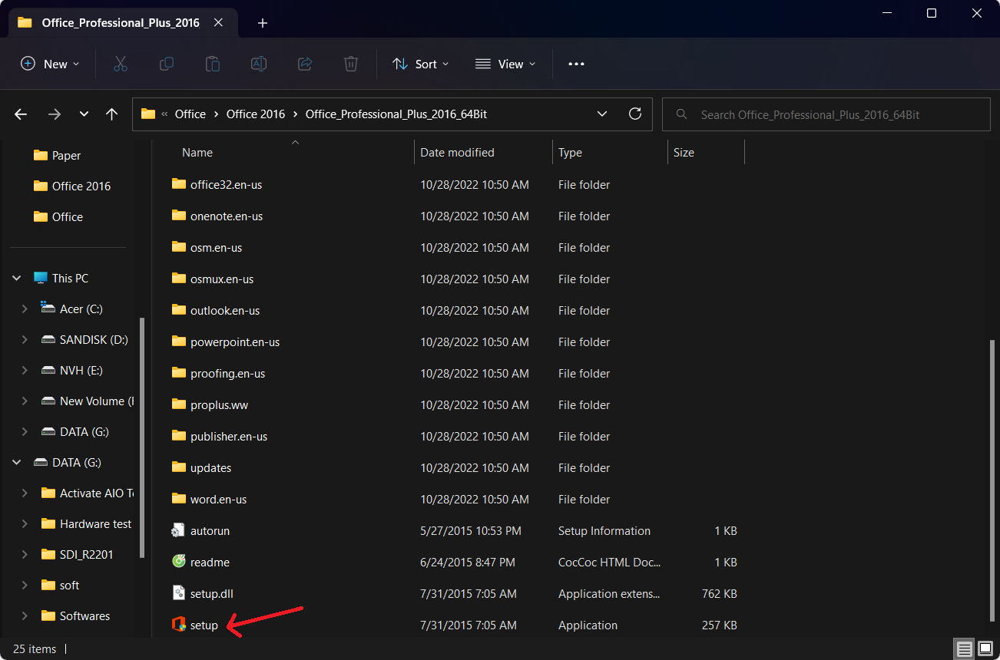 Office_Professional_Plus_2016
New Sort View
« Office > Office 2016 > Office_Professional_Plus_2016_64Bit
Search Office_Professional_Plus_2016_64Bit
Paper
Office 2016
Office
This PC
Acer (C:)
SANDISK (D:)
NVH (E:)
New Volume (F
DATA (G:)
DATA (G:)
Activate AIO To
Hardware test
SDI_R2201
soft
Softwares
Name Date modified Type Size
office32.en-us 10/28/2022 10:50 AM File folder
onenote.en-us 10/28/2022 10:50 AM File folder
osm.en-us 10/28/2022 10:50 AM File folder
osmux.en-us 10/28/2022 10:50 AM File folder
outlook.en-us 10/28/2022 10:50 AM File folder
powerpoint.en-us 10/28/2022 10:50 AM File folder
proofing.en-us 10/28/2022 10:50 AM File folder
proplus.ww 10/28/2022 10:50 AM File folder
publisher.en-us 10/28/2022 10:50 AM File folder
updates 10/28/2022 10:50 AM File folder
word.en-us 10/28/2022 10:50 AM File folder
autorun 5/27/2015 10:53 PM Setup Information 1 KB
readme 6/24/2015 8:47 PM CocCoc HTML Doc... 1 KB
setup.dll 7/31/2015 7:05 AM Application extens... 762 KB
setup 7/31/2015 7:05 AM Application 257 KB
25 items